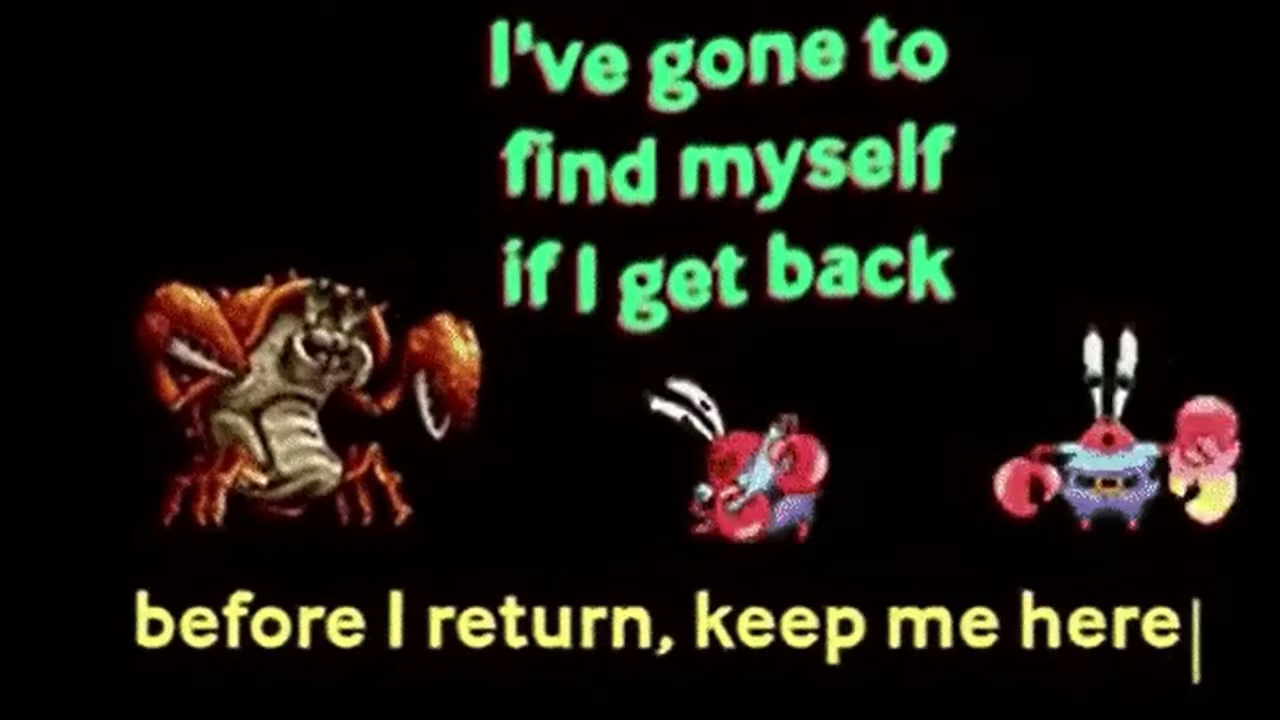 I've gone to
find myself
if I get back
before I return, keep me here